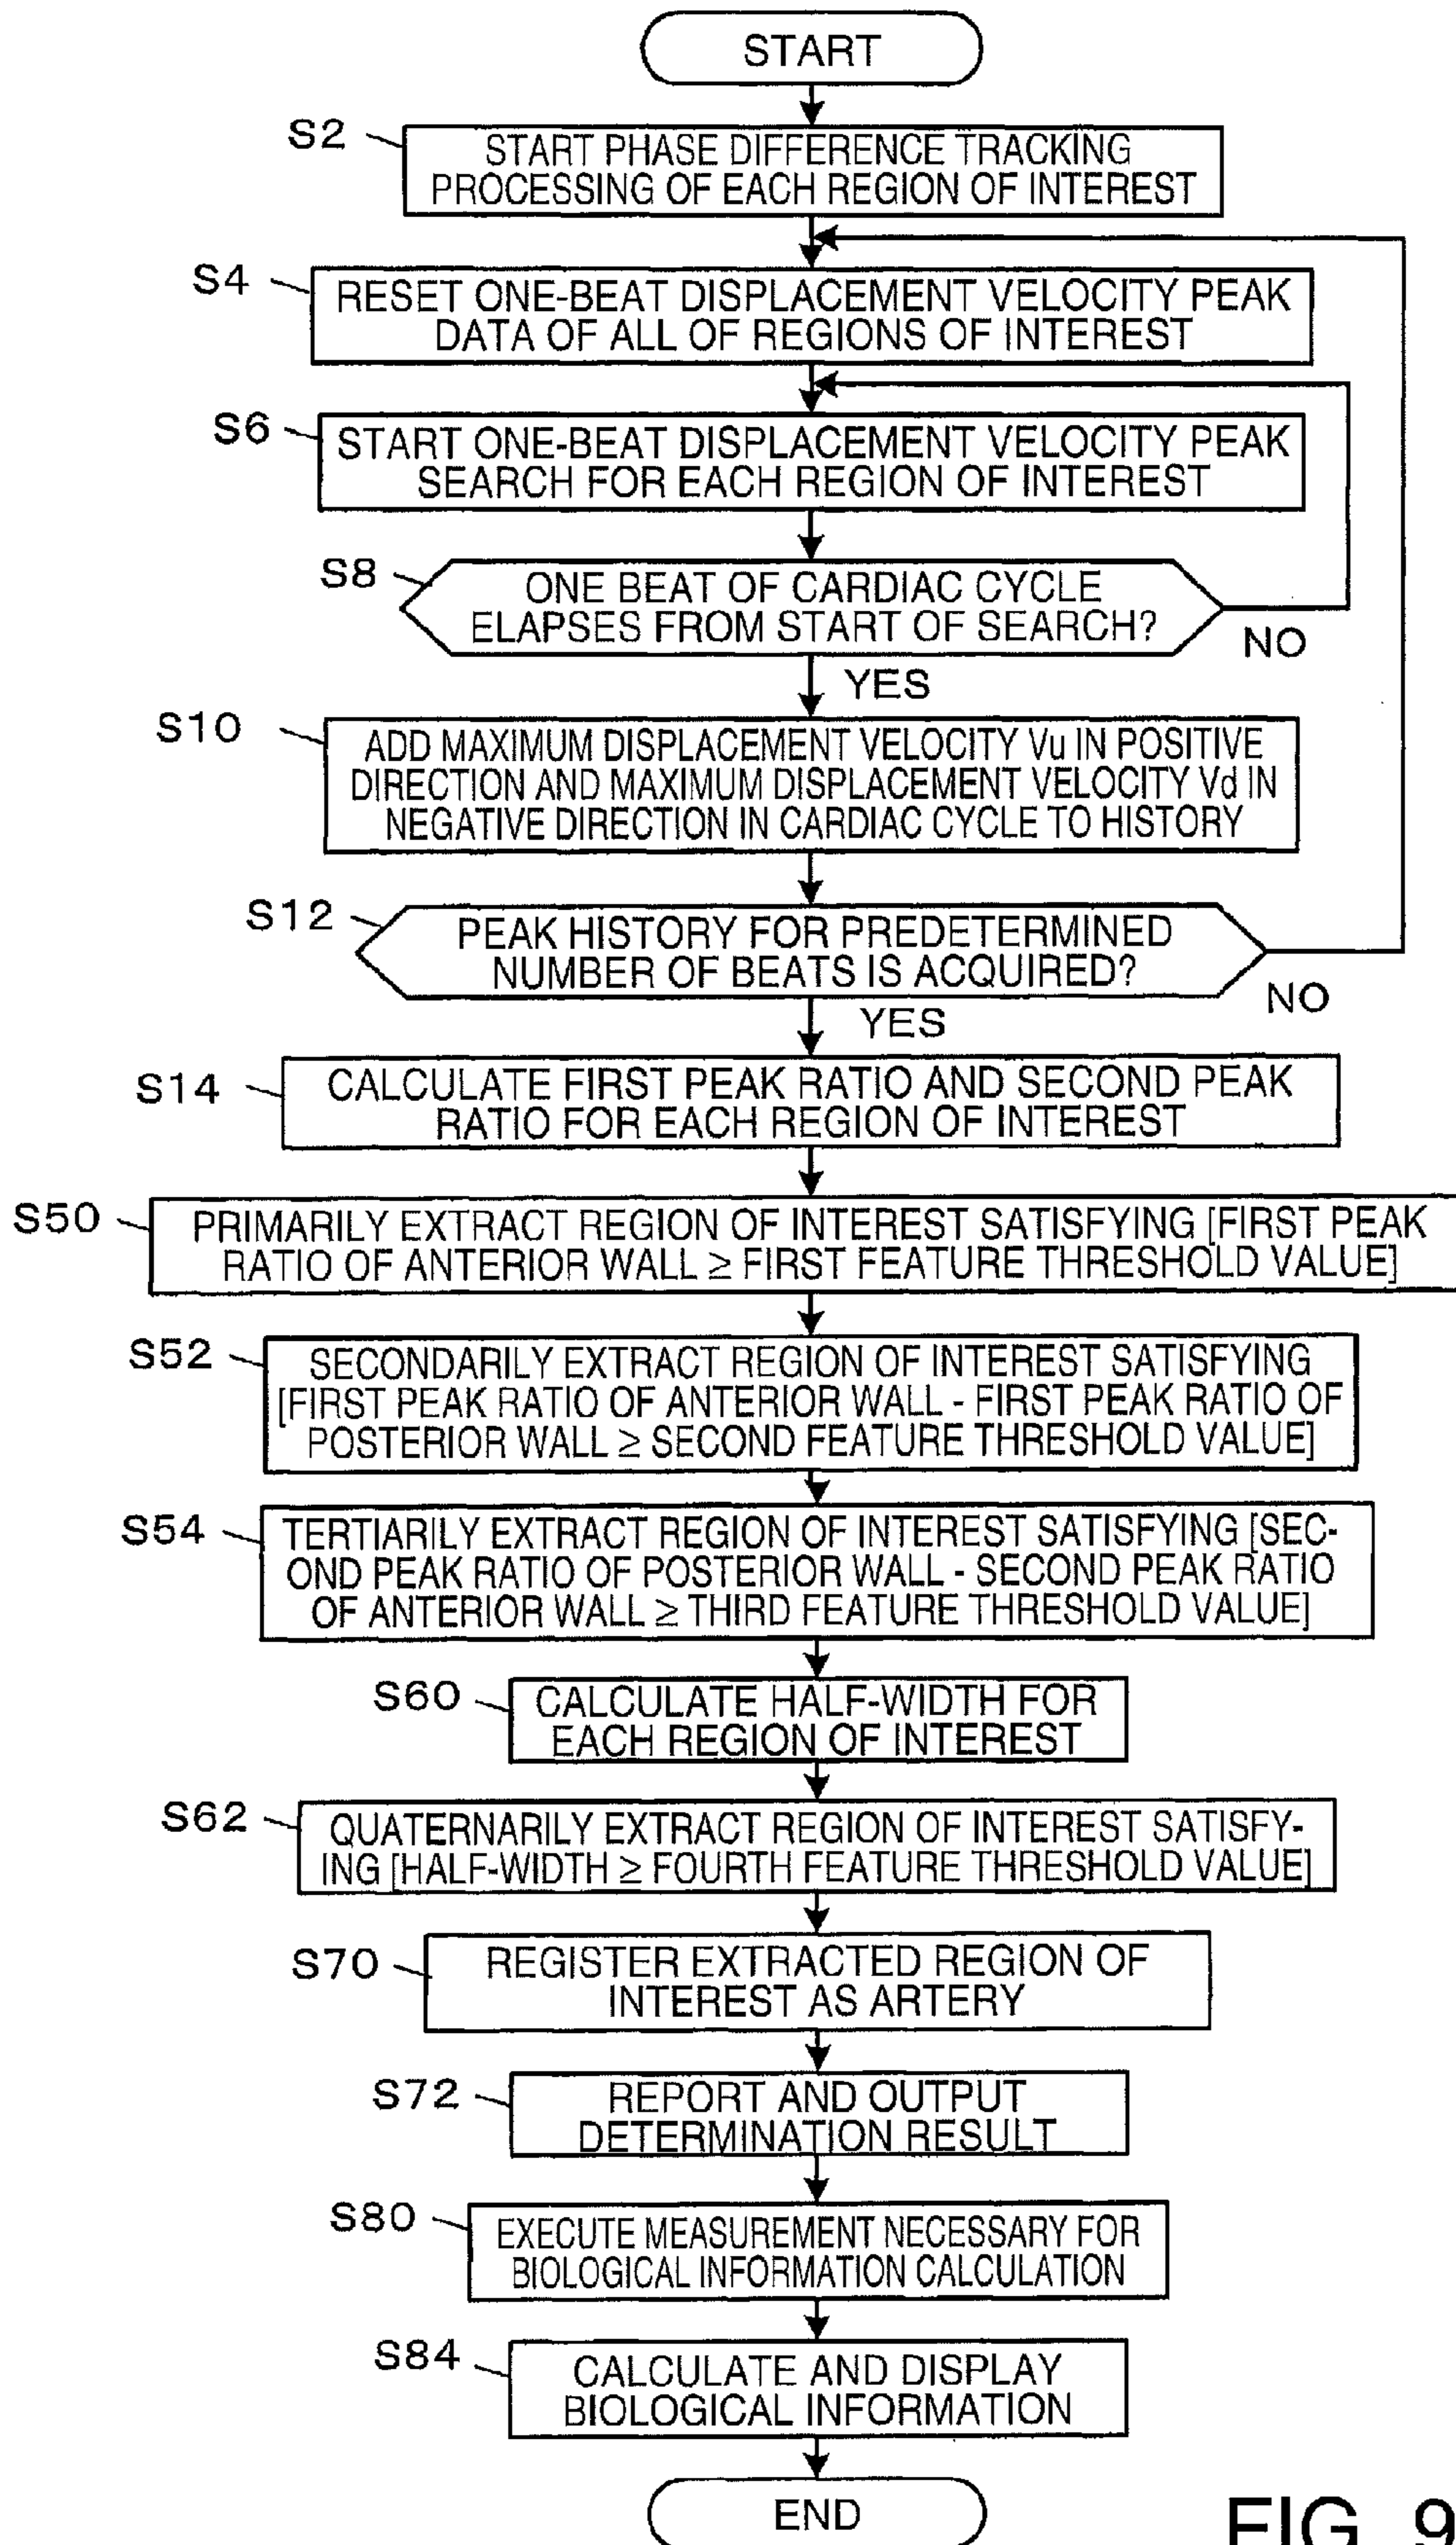 START
S2
START PHASE DIFFERENCE TRACKING
PROCESSING OF EACH REGION OF INTEREST
S4
RESET ONE-BEAT DISPLACEMENT VELOCITY PEAK
DATA OF ALL OF REGIONS OF INTEREST
S6
START ONE-BEAT DISPLACEMENT VELOCITY PEAK
SEARCH FOR EACH REGION OF INTEREST
S8
ONE BEAT OF CARDIAC CYCLE
ELAPSES FROM START OF SEARCH?
NO
YES
S10
ADD MAXIMUM DISPLACEMENT VELOCITY Vu IN POSITIVE
DIRECTION AND MAXIMUM DISPLACEMENT VELOCITY Vd IN
NEGATIVE DIRECTION IN CARDIAC CYCLE TO HISTORY
S12
PEAK HISTORY FOR PREDETERMINED
NUMBER OF BEATS IS ACQUIRED?
NO
YES
S14
CALCULATE FIRST PEAK RATIO AND SECOND PEAK
RATIO FOR EACH REGION OF INTEREST
S50
PRIMARILY EXTRACT REGION OF INTEREST SATISFYING [FIRST PEAK
RATIO OF ANTERIOR WALL ≥ FIRST FEATURE THRESHOLD VALUE]
S52
SECONDARILY EXTRACT REGION OF INTEREST SATISFYING
[FIRST PEAK RATIO OF ANTERIOR WALL - FIRST PEAK RATIO OF
POSTERIOR WALL ≥ SECOND FEATURE THRESHOLD VALUE]
S54
TERTIARILY EXTRACT REGION OF INTEREST SATISFYING [SEC-
OND PEAK RATIO OF POSTERIOR WALL - SECOND PEAK RATIO
OF ANTERIOR WALL ≥ THIRD FEATURE THRESHOLD VALUE]
S60
CALCULATE HALF-WIDTH FOR
EACH REGION OF INTEREST
S62
QUATERNARILY EXTRACT REGION OF INTEREST SATISFY-
ING [HALF-WIDTH ≥ FOURTH FEATURE THRESHOLD VALUE]
S70
REGISTER EXTRACTED REGION OF
INTEREST AS ARTERY
S72
REPORT AND OUTPUT
DETERMINATION RESULT
S80
EXECUTE MEASUREMENT NECESSARY FOR
BIOLOGICAL INFORMATION CALCULATION
S84
CALCULATE AND DISPLAY
BIOLOGICAL INFORMATION
END
FIG. 9